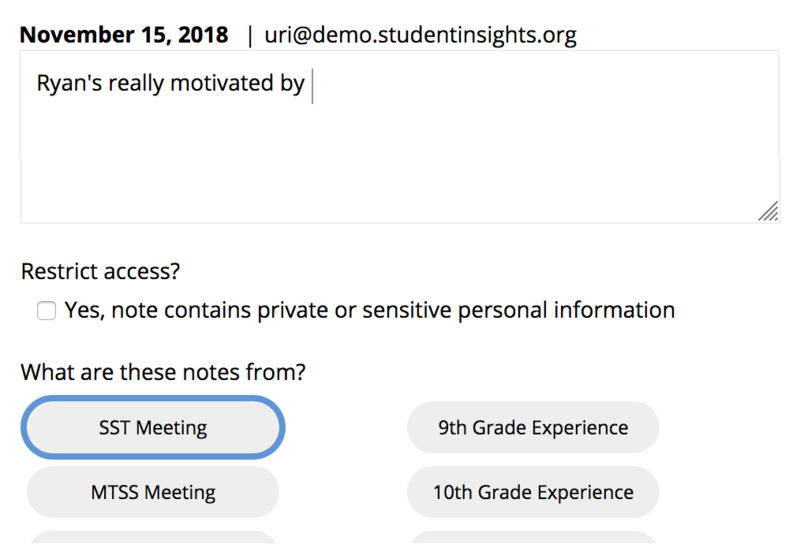 November 15, 2018 | uri@demo.studentinsights.org
Ryan's really motivated by
Restrict access?
Yes, note contains private or sensitive personal information
What are these notes from?
SST Meeting
9th Grade Experience
MTSS Meeting
10th Grade Experience